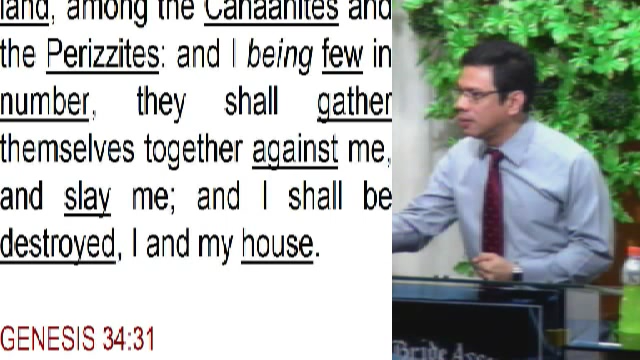 land, among the Canaanites and
the Perizzites: and I being few in
number, they shall gather
themselves together against me,
and slay me; and I shall be
destroyed, I and my house.
GENESIS 34:31
Bride